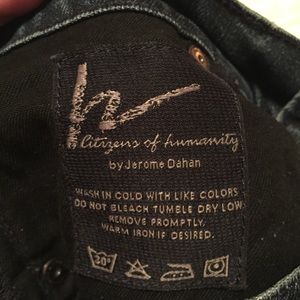 Citizens of humanity
by Jerome Dahan
WASH IN COLD WITH LIKE COLORS
DO NOT BLEACH TUMBLE DRY LOW
REMOVE PROMPTLY.
WARM IRON IF DESIRED.
30°